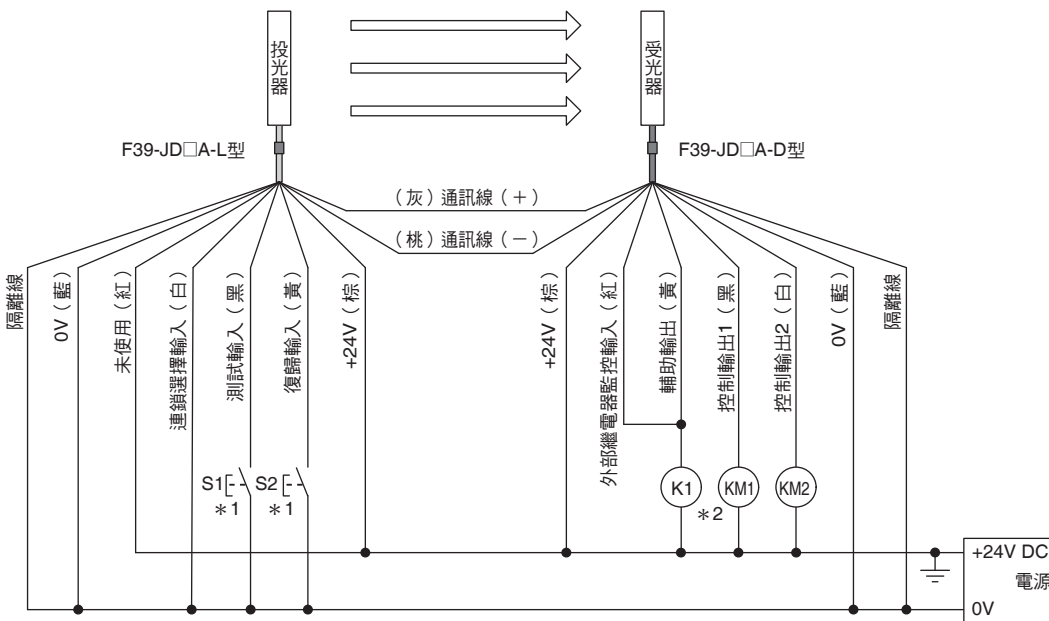 投光器
受光器
F39-JD□A-L型
F39-JD□A-D型
（灰）通訊線（＋）
（桃）通訊線（－）
隔離線
0V（藍）
未使用（紅）
連鎖選擇輸入（白）
測試輸入（黑）
復歸輸入（黃）
+24V（棕）
+24V（棕）
外部繼電器監控輸入（紅）
輔助輸出（黃）
控制輸出1（黑）
控制輸出2（白）
0V（藍）
隔離線
S1
＊1
S2
＊1
K1
＊2
KM1
KM2
+24V DC
電源
0V